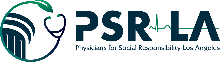 PSR-LA
Physicians for Social Responsibility Los Angeles